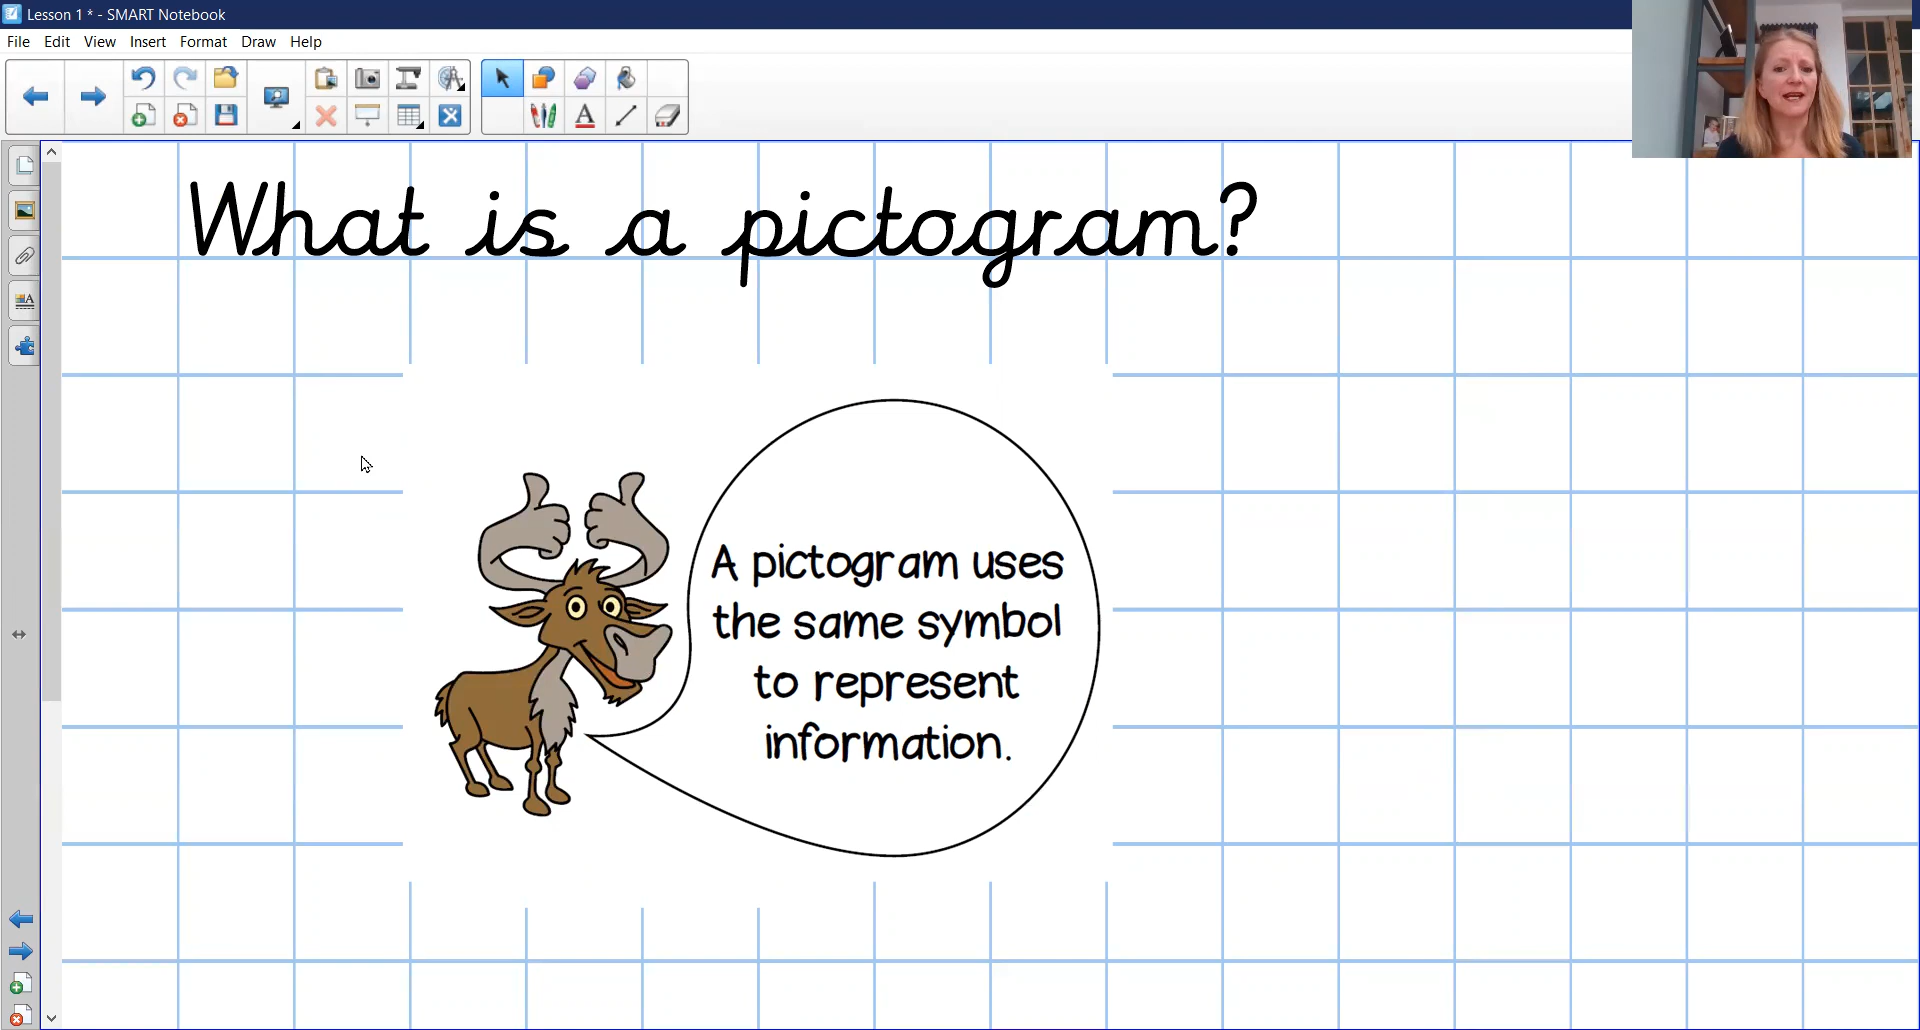 Lesson 1 * - SMART Notebook
File Edit View Insert Format Draw Help
What is a pictogram?
A pictogram uses
the same symbol
to represent
information.